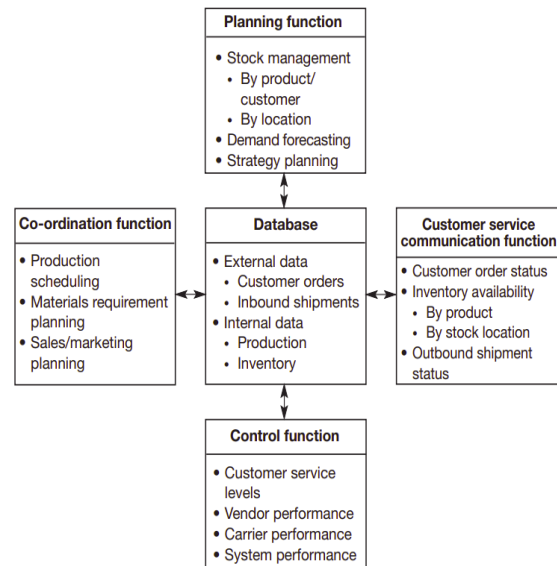 Planning function
• Stock management
• By product/
customer
• By location
• Demand forecasting
• Strategy planning
Co-ordination function
• Production
scheduling
• Materials requirement
planning
• Sales/marketing
planning
Database
• External data
• Customer orders
• Inbound shipments
• Internal data
• Production
• Inventory
Customer service
communication function
• Customer order status
• Inventory availability
• By product
• By stock location
• Outbound shipment
status
Control function
• Customer service
levels
• Vendor performance
• Carrier performance
• System performance